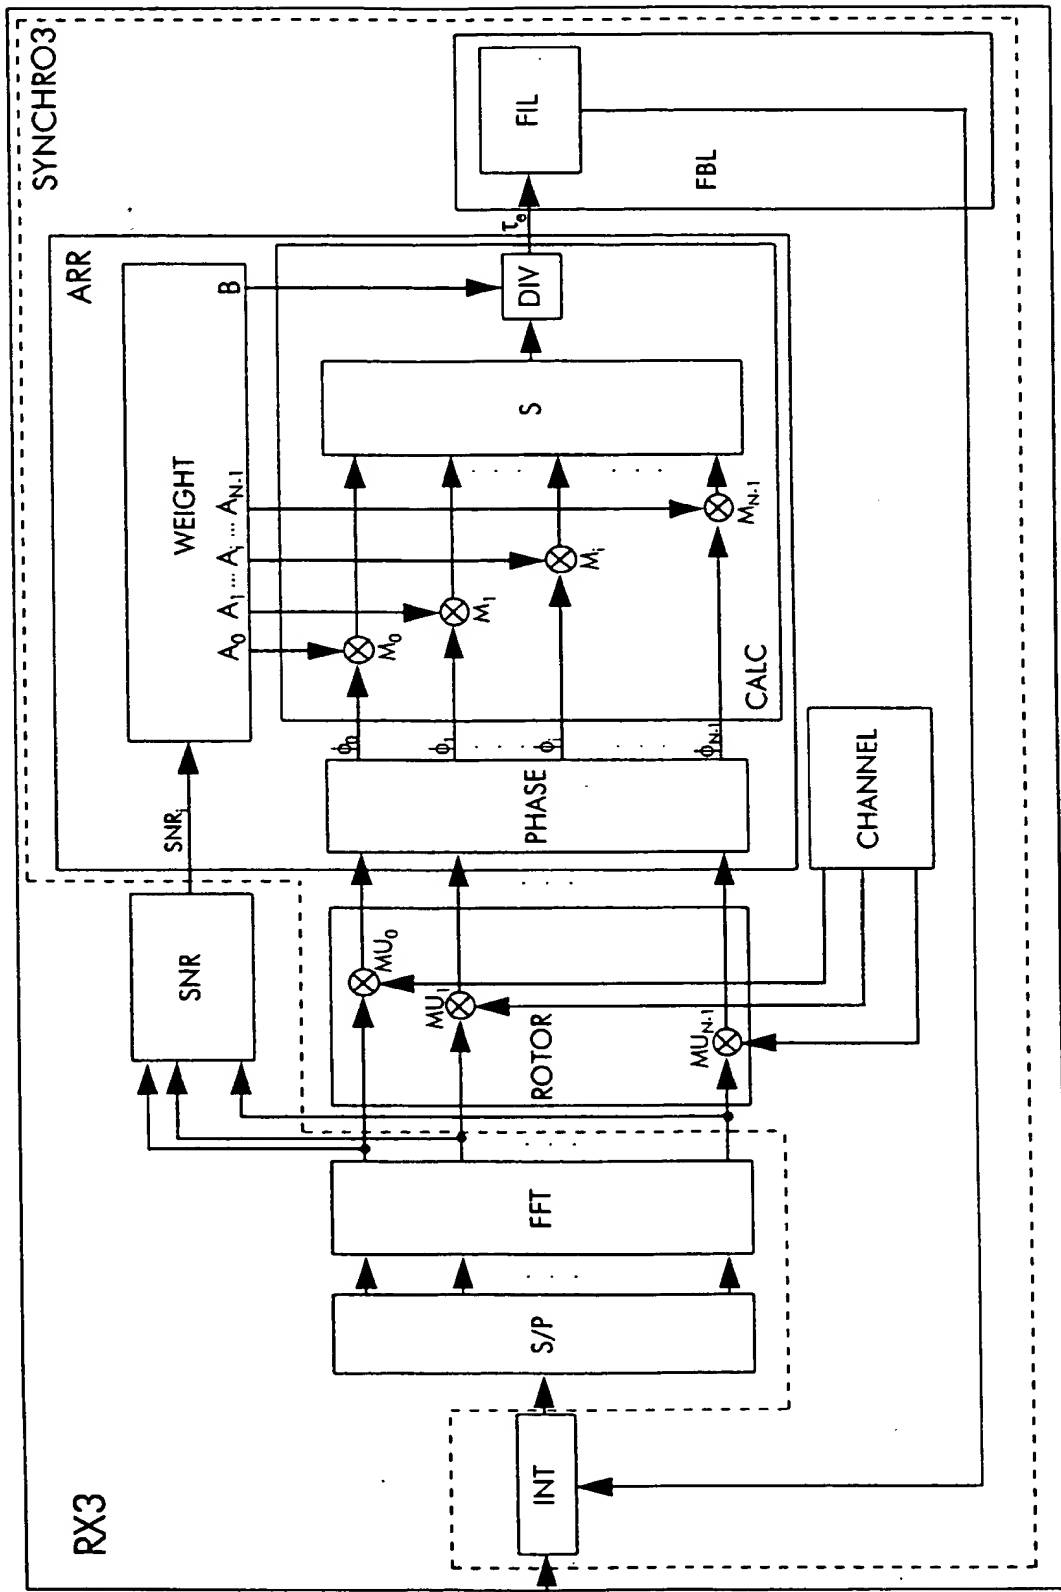 RX3
SYNCHRO3
INT
S/P
FFT
SNR
SNRi
ROTOR
MU0
MU1
MUN-1
CHANNEL
ARR
WEIGHT
A0 A1 ... Ai ... AN-1 B
PHASE
ϕ0
ϕ1
ϕi
ϕN-1
CALC
M0
M1
Mi
MN-1
S
DIV
τe
FIL
FBL